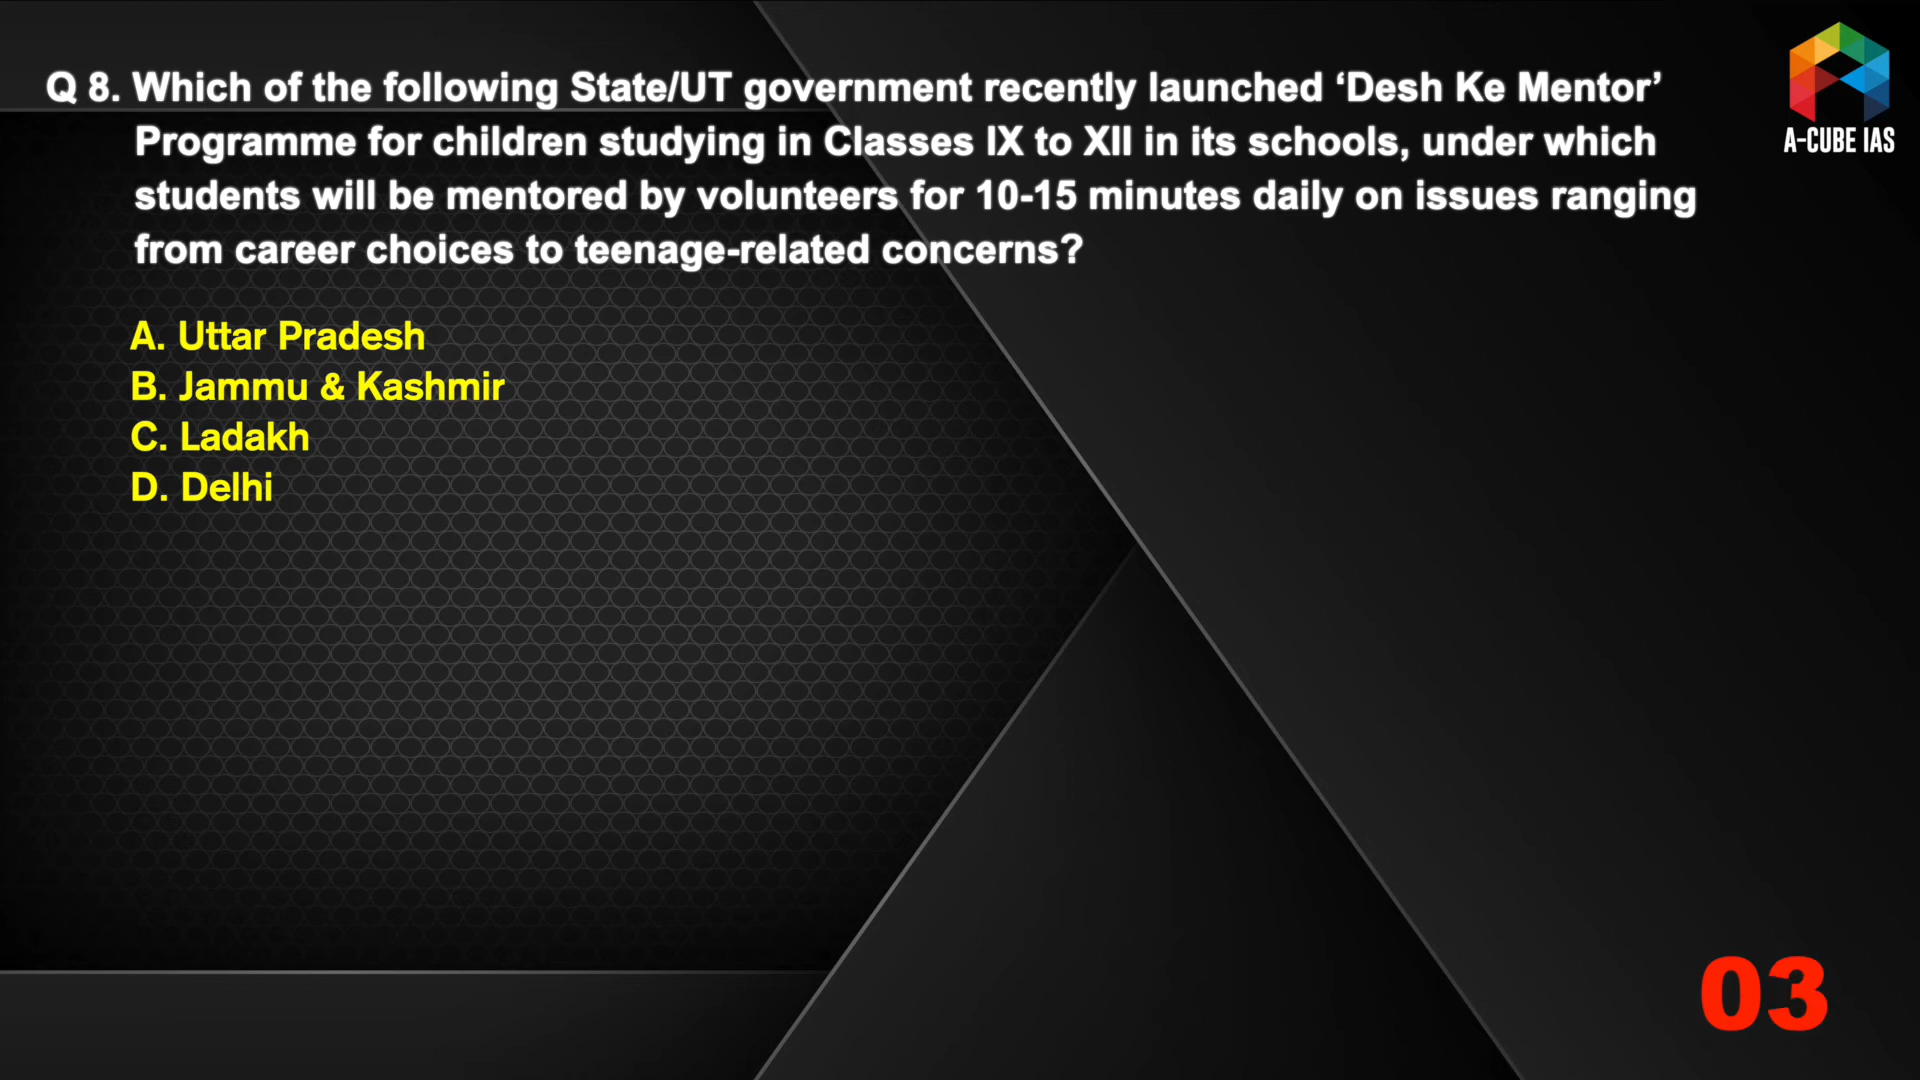 Q 8. Which of the following State/UT government recently launched ‘Desh Ke Mentor’
Programme for children studying in Classes IX to XII in its schools, under which
students will be mentored by volunteers for 10-15 minutes daily on issues ranging
from career choices to teenage-related concerns?
A. Uttar Pradesh
B. Jammu & Kashmir
C. Ladakh
D. Delhi
A-CUBE IAS
03